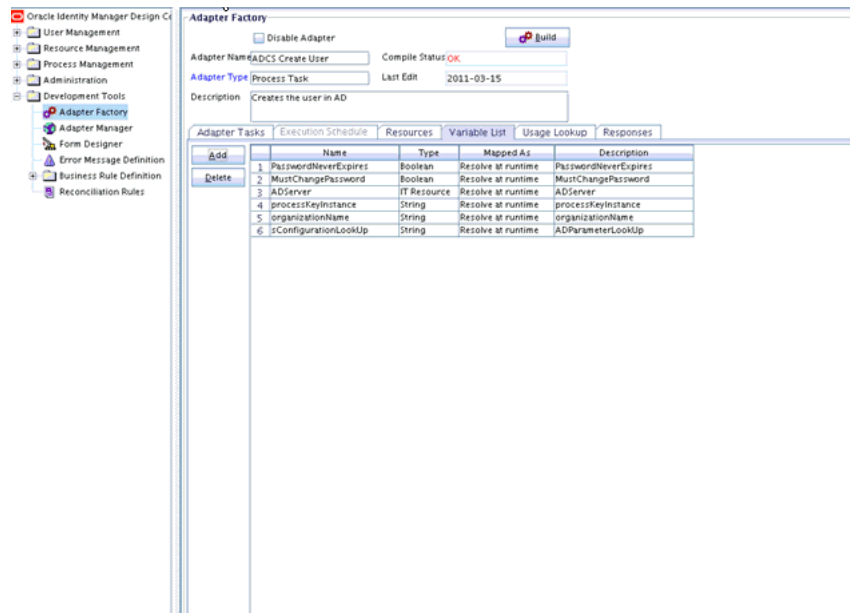 Oracle Identity Manager Design Ce
User Management
Resource Management
Process Management
Administration
Development Tools
Adapter Factory
Adapter Manager
Form Designer
Error Message Definition
Business Rule Definition
Reconciliation Rules
Adapter Factory
Disable Adapter
Build
Adapter Name ADCS Create User Compile Status OK
Adapter Type Process Task Last Edit 2011-03-15
Description Creates the user in AD
Adapter Tasks Execution Schedule Resources Variable List Usage Lookup Responses
Add
Delete
Name Type Mapped As Description
1 PasswordNeverExpires Boolean Resolve at runtime PasswordNeverExpires
2 MustChangePassword Boolean Resolve at runtime MustChangePassword
3 ADServer IT Resource Resolve at runtime ADServer
4 processKeyInstance String Resolve at runtime processKeyInstance
5 organizationName String Resolve at runtime organizationName
6 sConfigurationLookUp String Resolve at runtime ADParameterLookUp